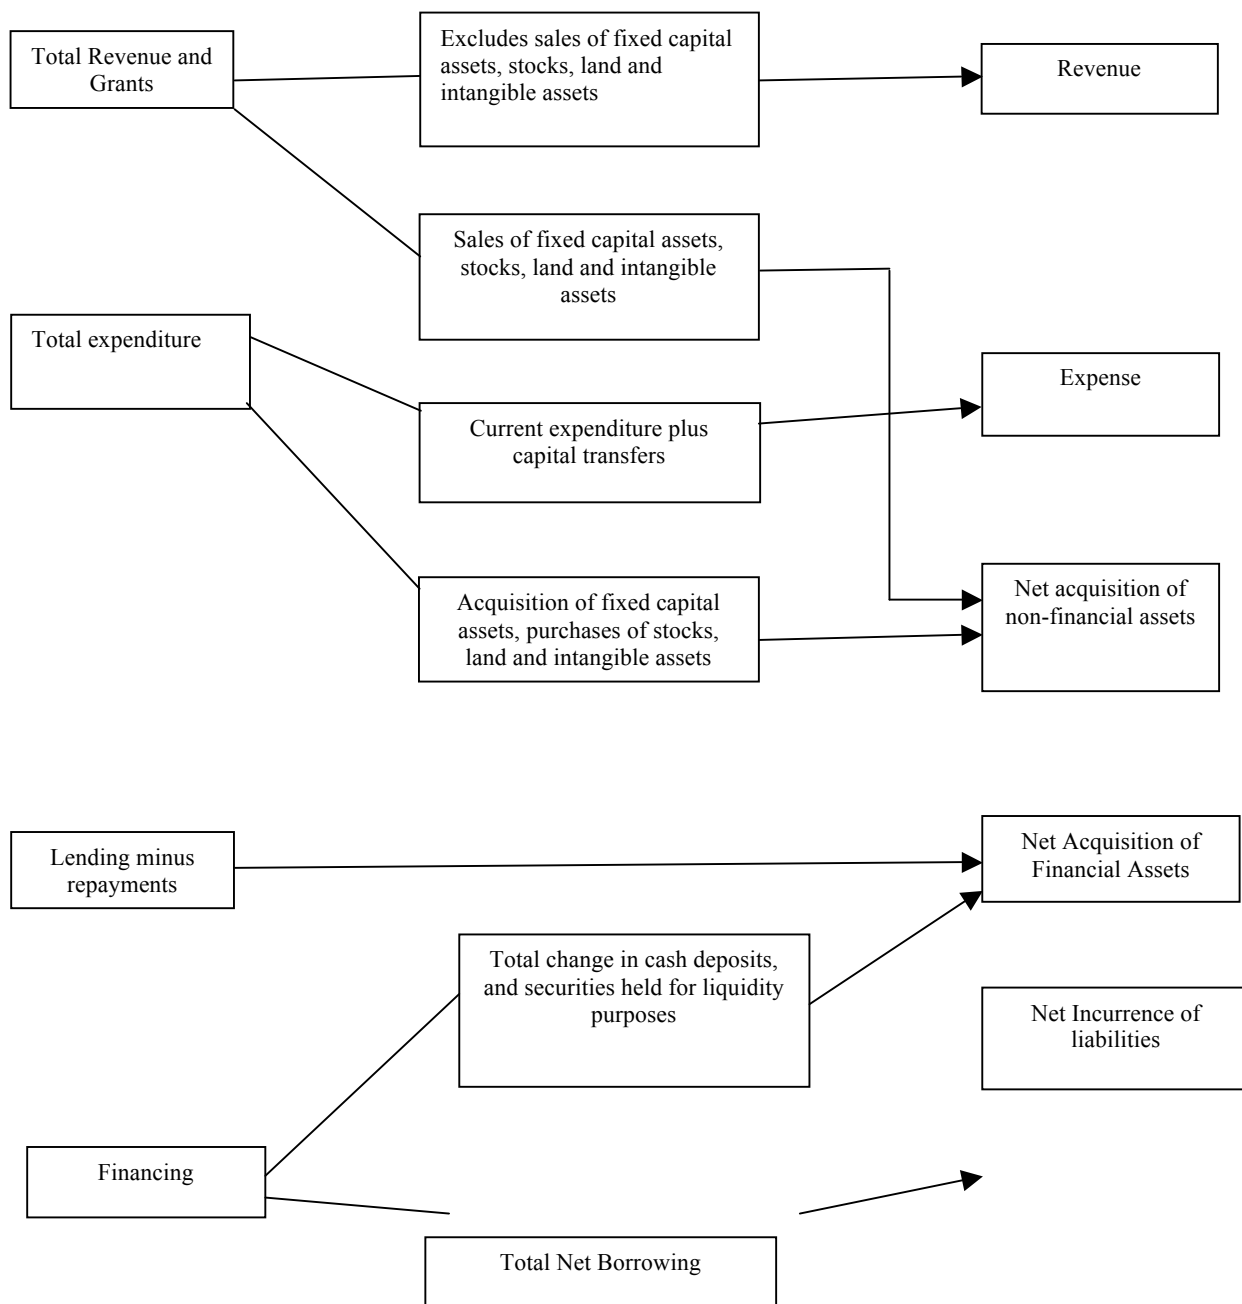 Total Revenue and
Grants
Excludes sales of fixed capital
assets, stocks, land and
intangible assets
Revenue
Sales of fixed capital assets,
stocks, land and intangible
assets
Total expenditure
Expense
Current expenditure plus
capital transfers
Acquisition of fixed capital
assets, purchases of stocks,
land and intangible assets
Net acquisition of
non-financial assets
Lending minus
repayments
Net Acquisition of
Financial Assets
Total change in cash deposits,
and securities held for liquidity
purposes
Net Incurrence of
liabilities
Financing
Total Net Borrowing